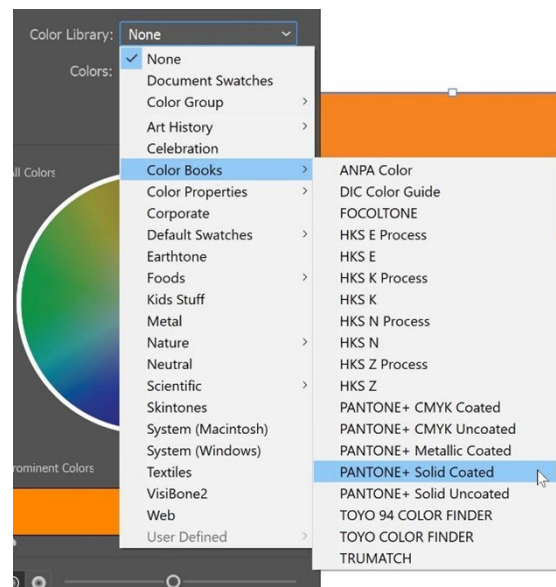 Color Library: None
Colors:
None
Document Swatches
Color Group
Art History
Celebration
Color Books
Color Properties
Corporate
Default Swatches
Earthtone
Foods
Kids Stuff
Metal
Nature
Neutral
Scientific
Skintones
System (Macintosh)
System (Windows)
Textiles
VisiBone2
Web
User Defined
ANPA Color
DIC Color Guide
FOCOLTONE
HKS E Process
HKS E
HKS K Process
HKS K
HKS N Process
HKS N
HKS Z Process
HKS Z
PANTONE+ CMYK Coated
PANTONE+ CMYK Uncoated
PANTONE+ Metallic Coated
PANTONE+ Solid Coated
PANTONE+ Solid Uncoated
TOYO 94 COLOR FINDER
TOYO COLOR FINDER
TRUMATCH
ll Colors
rominent Colors